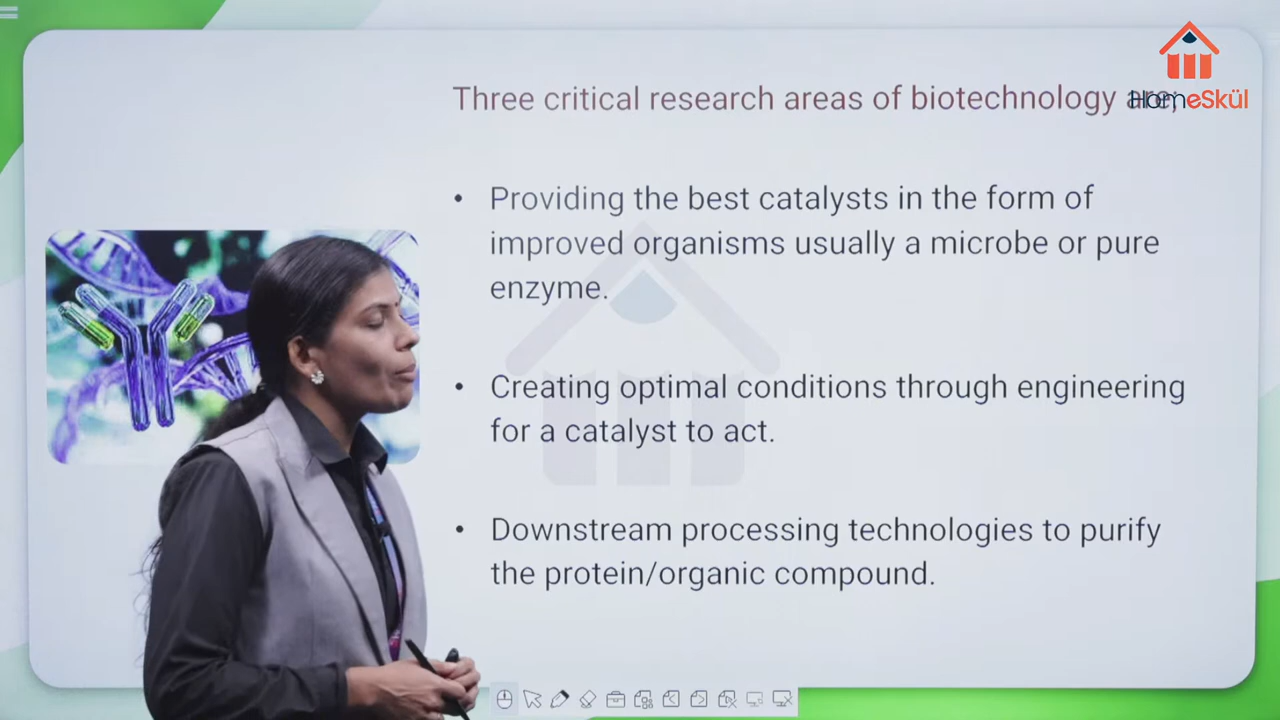 HomeSkül
Three critical research areas of biotechnology are;
• Providing the best catalysts in the form of
improved organisms usually a microbe or pure
enzyme.
• Creating optimal conditions through engineering
for a catalyst to act.
• Downstream processing technologies to purify
the protein/organic compound.